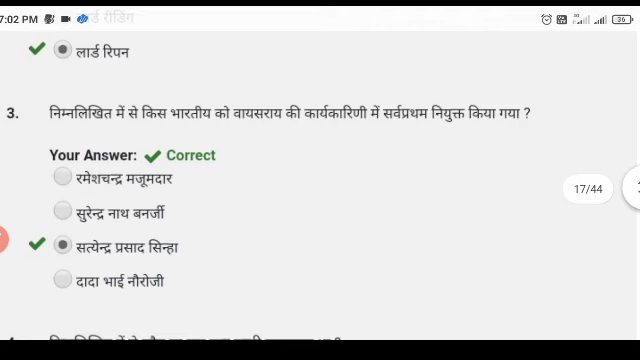 7:02 PM 36
र्ड रीडिंग
लार्ड रिपन
3. निम्नलिखित में से किस भारतीय को वायसराय की कार्यकारिणी में सर्वप्रथम नियुक्त किया गया ?
Your Answer: Correct
रमेशचन्द्र मजूमदार
17/44
सुरेन्द्र नाथ बनर्जी
सत्येन्द्र प्रसाद सिन्हा
दादा भाई नौरोजी